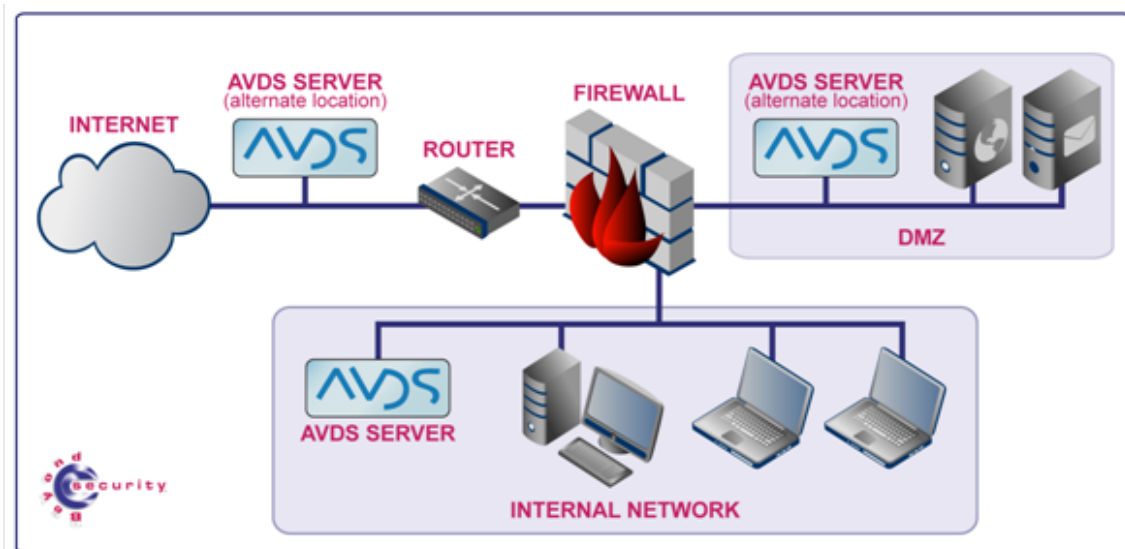 AVDS SERVER
(alternate location)
INTERNET
AVDS
ROUTER
FIREWALL
AVDS SERVER
(alternate location)
AVDS
DMZ
AVDS
AVDS SERVER
INTERNAL NETWORK
Beyond
security